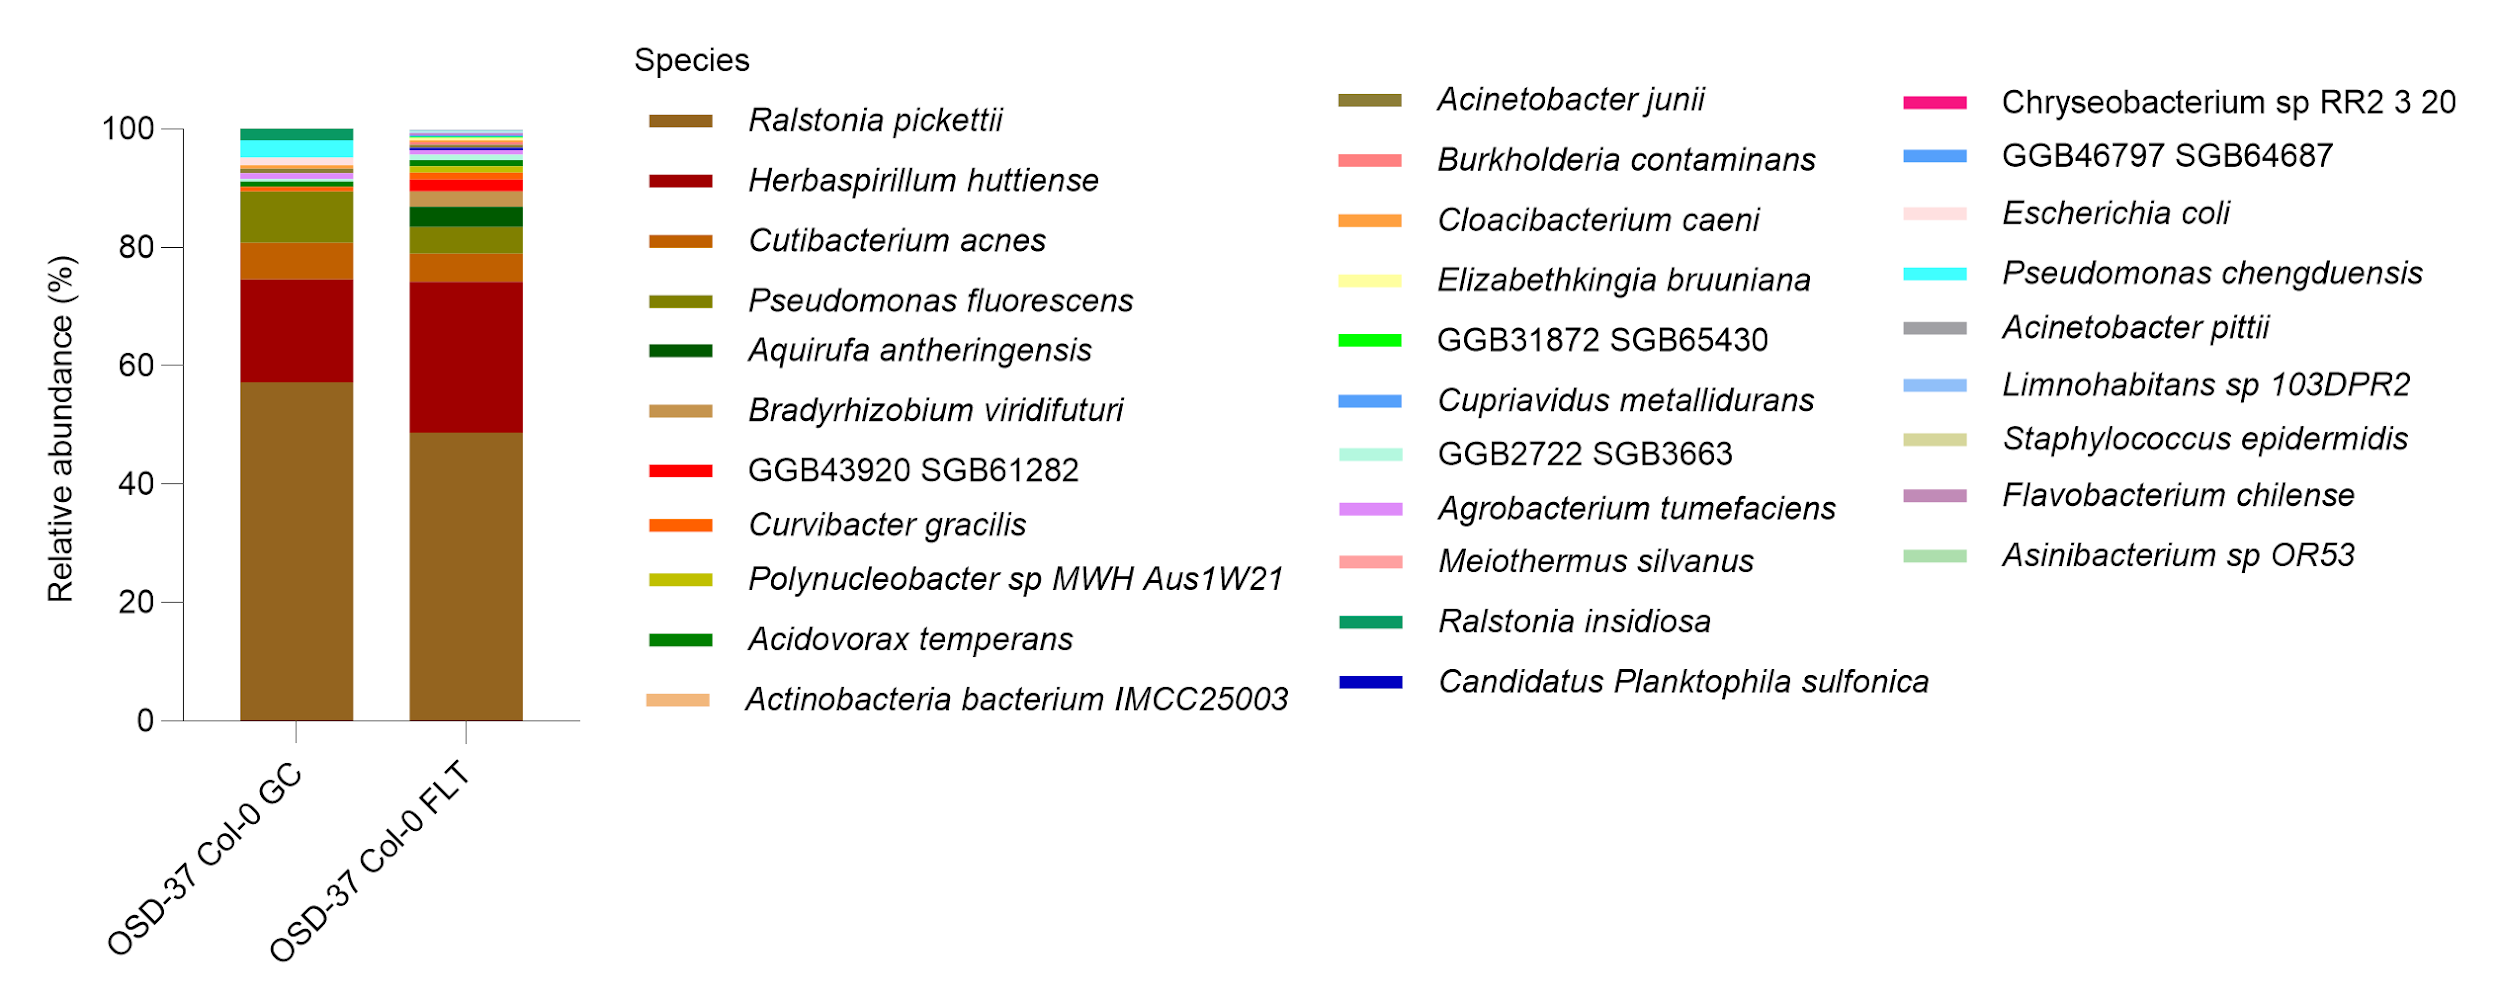 Species
Relative abundance (%)
100
80
60
40
20
0
OSD-37 Col-0 GC
OSD-37 Col-0 FLT
Ralstonia pickettii
Herbaspirillum huttiense
Cutibacterium acnes
Pseudomonas fluorescens
Aquirufa antheringensis
Bradyrhizobium viridifuturi
GGB43920 SGB61282
Curvibacter gracilis
Polynucleobacter sp MWH Aus1W21
Acidovorax temperans
Actinobacteria bacterium IMCC25003
Acinetobacter junii
Burkholderia contaminans
Cloacibacterium caeni
Elizabethkingia bruuniana
GGB31872 SGB65430
Cupriavidus metallidurans
GGB2722 SGB3663
Agrobacterium tumefaciens
Meiothermus silvanus
Ralstonia insidiosa
Candidatus Planktophila sulfonica
Chryseobacterium sp RR2 3 20
GGB46797 SGB64687
Escherichia coli
Pseudomonas chengduensis
Acinetobacter pittii
Limnohabitans sp 103DPR2
Staphylococcus epidermidis
Flavobacterium chilense
Asinibacterium sp OR53